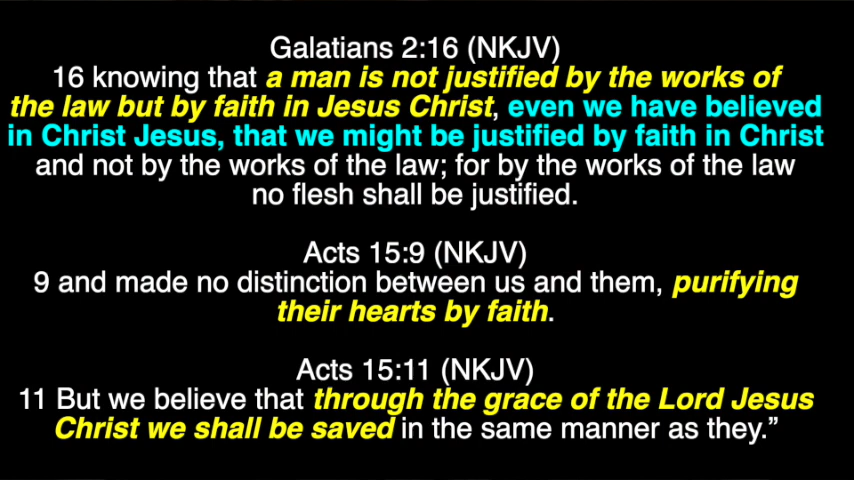 Galatians 2:16 (NKJV)
16 knowing that a man is not justified by the works of
the law but by faith in Jesus Christ, even we have believed
in Christ Jesus, that we might be justified by faith in Christ
and not by the works of the law; for by the works of the law
no flesh shall be justified.
Acts 15:9 (NKJV)
9 and made no distinction between us and them, purifying
their hearts by faith.
Acts 15:11 (NKJV)
11 But we believe that through the grace of the Lord Jesus
Christ we shall be saved in the same manner as they.”